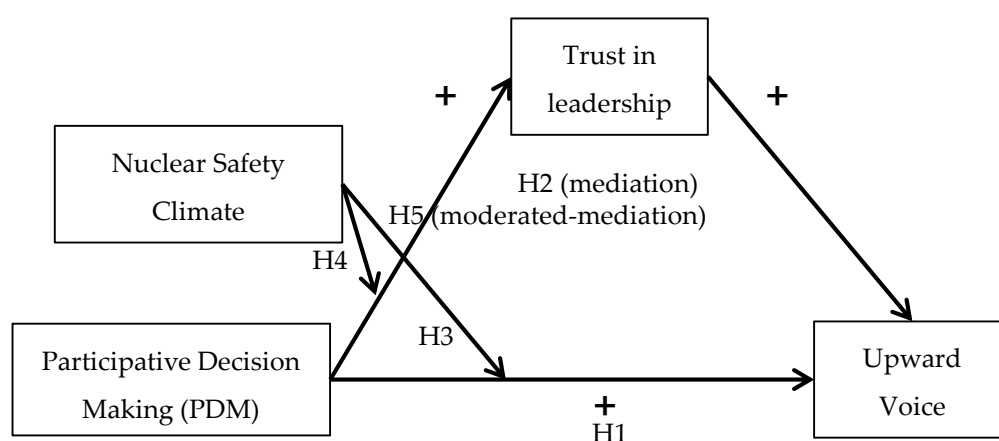 Trust in
leadership
+
+
Nuclear Safety
Climate
H2 (mediation)
H5 (moderated-mediation)
H4
H3
Participative Decision
Making (PDM)
Upward
Voice
+
H1